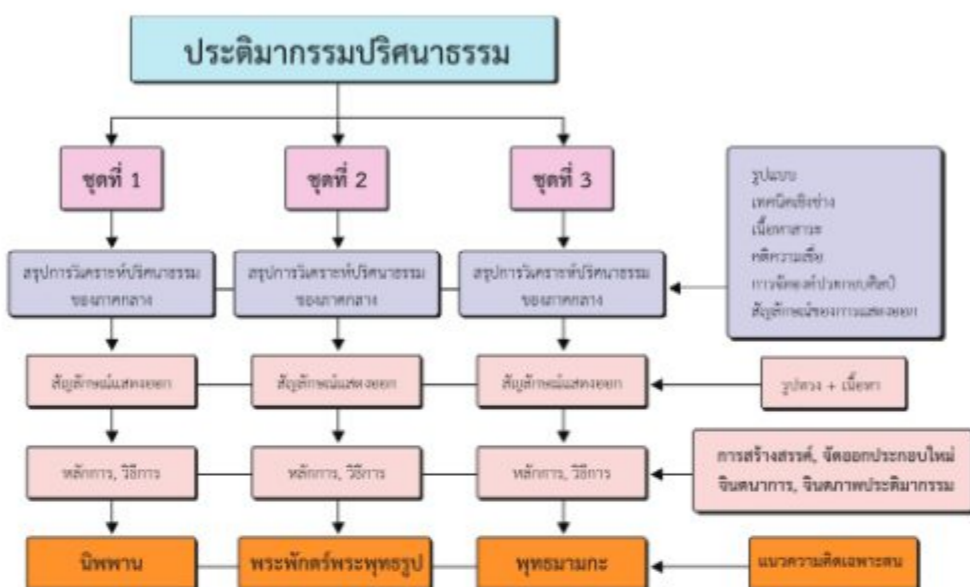 ประติมากรรมปริศนาธรรม
ชุดที่ 1
ชุดที่ 2
ชุดที่ 3
รูปแบบ
เทคนิคเชิงช่าง
เนื้อหาสาระ
คติความเชื่อ
การจัดองค์ประกอบศิลป์
สัญลักษณ์ของการแสดงออก
สรุปการวิเคราะห์ปริศนาธรรม
ของภาคกลาง
สรุปการวิเคราะห์ปริศนาธรรม
ของภาคกลาง
สรุปการวิเคราะห์ปริศนาธรรม
ของภาคกลาง
สัญลักษณ์แสดงออก
สัญลักษณ์แสดงออก
สัญลักษณ์แสดงออก
รูปทรง + เนื้อหา
หลักการ, วิธีการ
หลักการ, วิธีการ
หลักการ, วิธีการ
การสร้างสรรค์, จัดออกประกอบใหม่
จินตนาการ, จินตภาพประติมากรรม
นิพพาน
พระพักตร์พระพุทธรูป
พุทธมามกะ
แนวความคิดเฉพาะตน